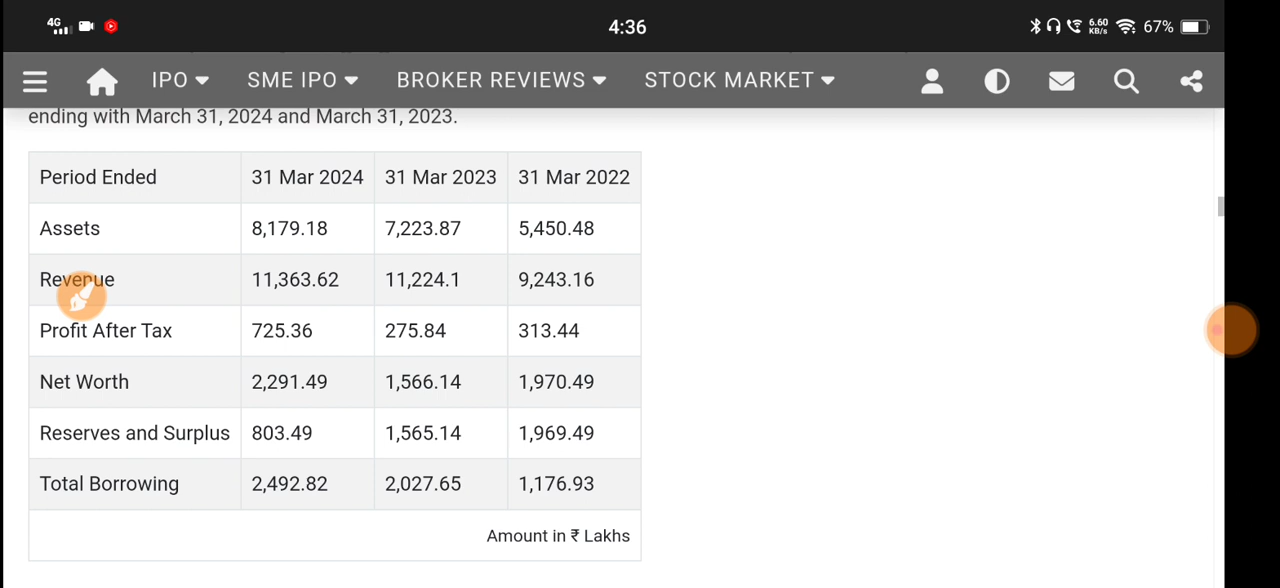 4G 4:36 6.60 KB/s 67%
IPO SME IPO BROKER REVIEWS STOCK MARKET
ending with March 31, 2024 and March 31, 2023.
Period Ended 31 Mar 2024 31 Mar 2023 31 Mar 2022
Assets 8,179.18 7,223.87 5,450.48
Revenue 11,363.62 11,224.1 9,243.16
Profit After Tax 725.36 275.84 313.44
Net Worth 2,291.49 1,566.14 1,970.49
Reserves and Surplus 803.49 1,565.14 1,969.49
Total Borrowing 2,492.82 2,027.65 1,176.93
Amount in ₹ Lakhs